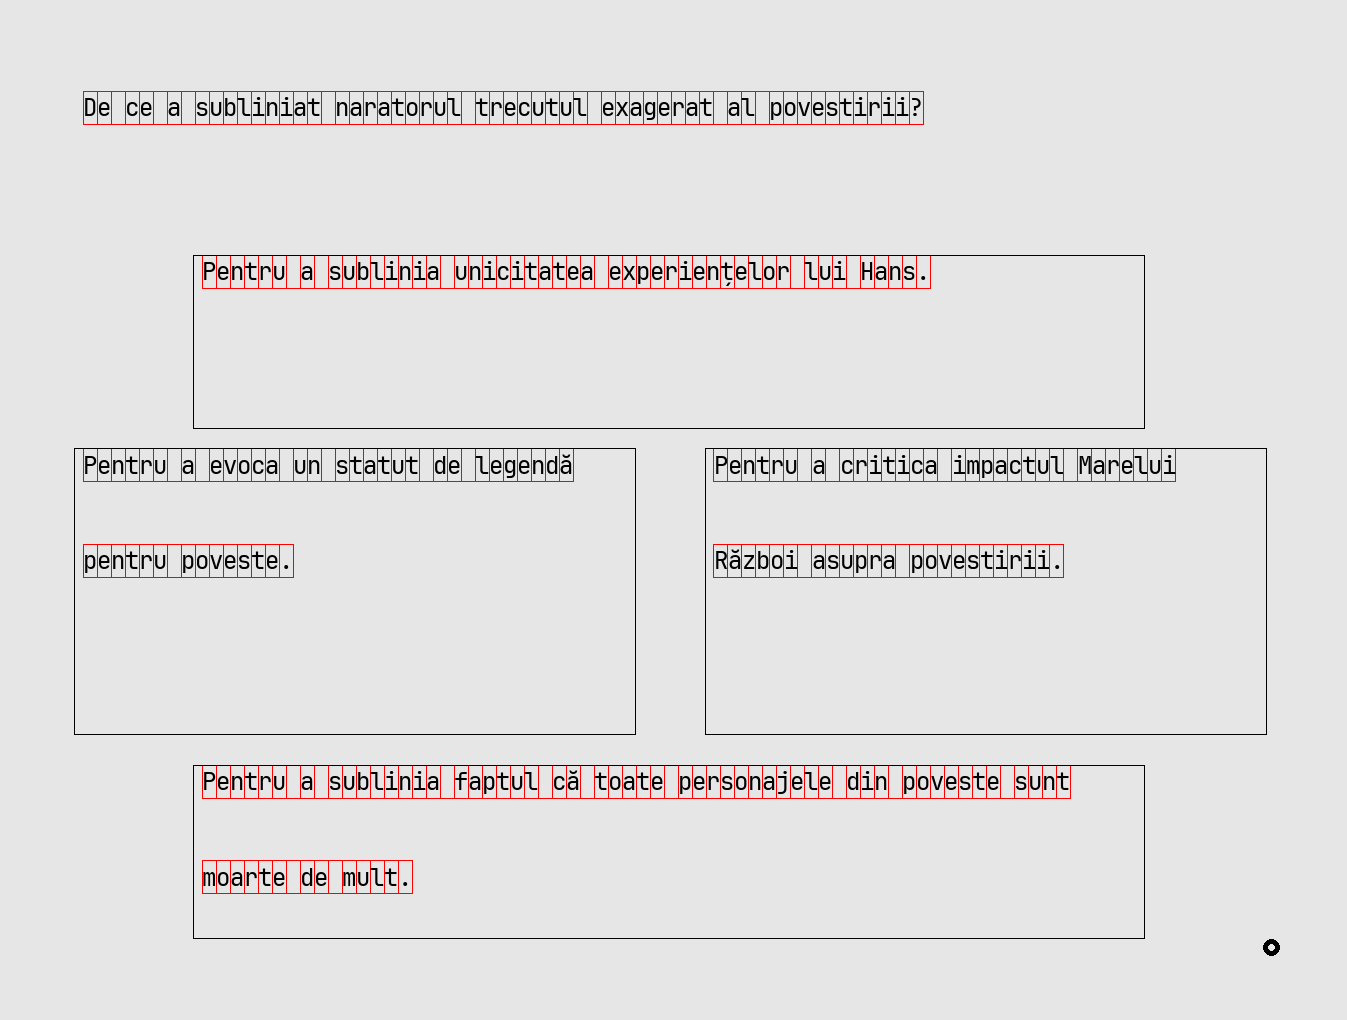 De ce a subliniat naratorul trecutul exagerat al povestirii?
Pentru a sublinia unicitatea experiențelor lui Hans.
Pentru a evoca un statut de legendă
pentru poveste.
Pentru a critica impactul Marelui
Război asupra povestirii.
Pentru a sublinia faptul că toate personajele din poveste sunt
moarte de mult.